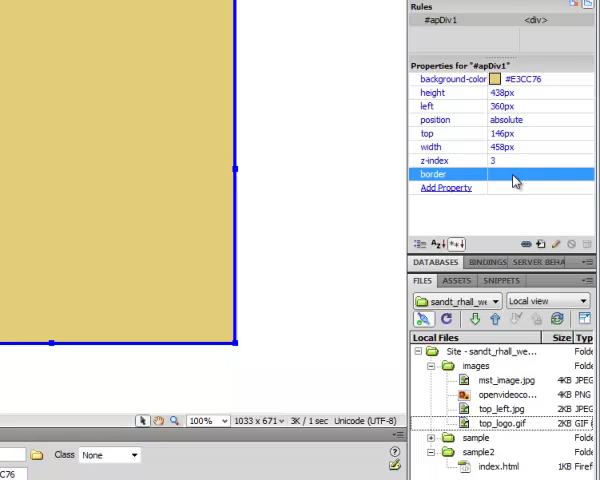 Rules
#apDiv1 <div>
Properties for "#apDiv1"
background-color #E3CC76
height 438px
left 360px
position absolute
top 146px
width 458px
z-index 3
border
Add Property
DATABASES BINDINGS SERVER BEHA
FILES ASSETS SNIPPETS
sandt_rhall_we Local view
Local Files Size Typ
Site - sandt_rhall_we... Folde
images Folde
mst_image.jpg 4KB JPEG
openvideoco... 4KB PNG
top_left.jpg 2KB JPEG
top_logo.gif 2KB GIF i
sample Folde
sample2 Folde
index.html 1KB Firef
100% 1033 x 671 3K / 1 sec Unicode (UTF-8)
Class None
C76